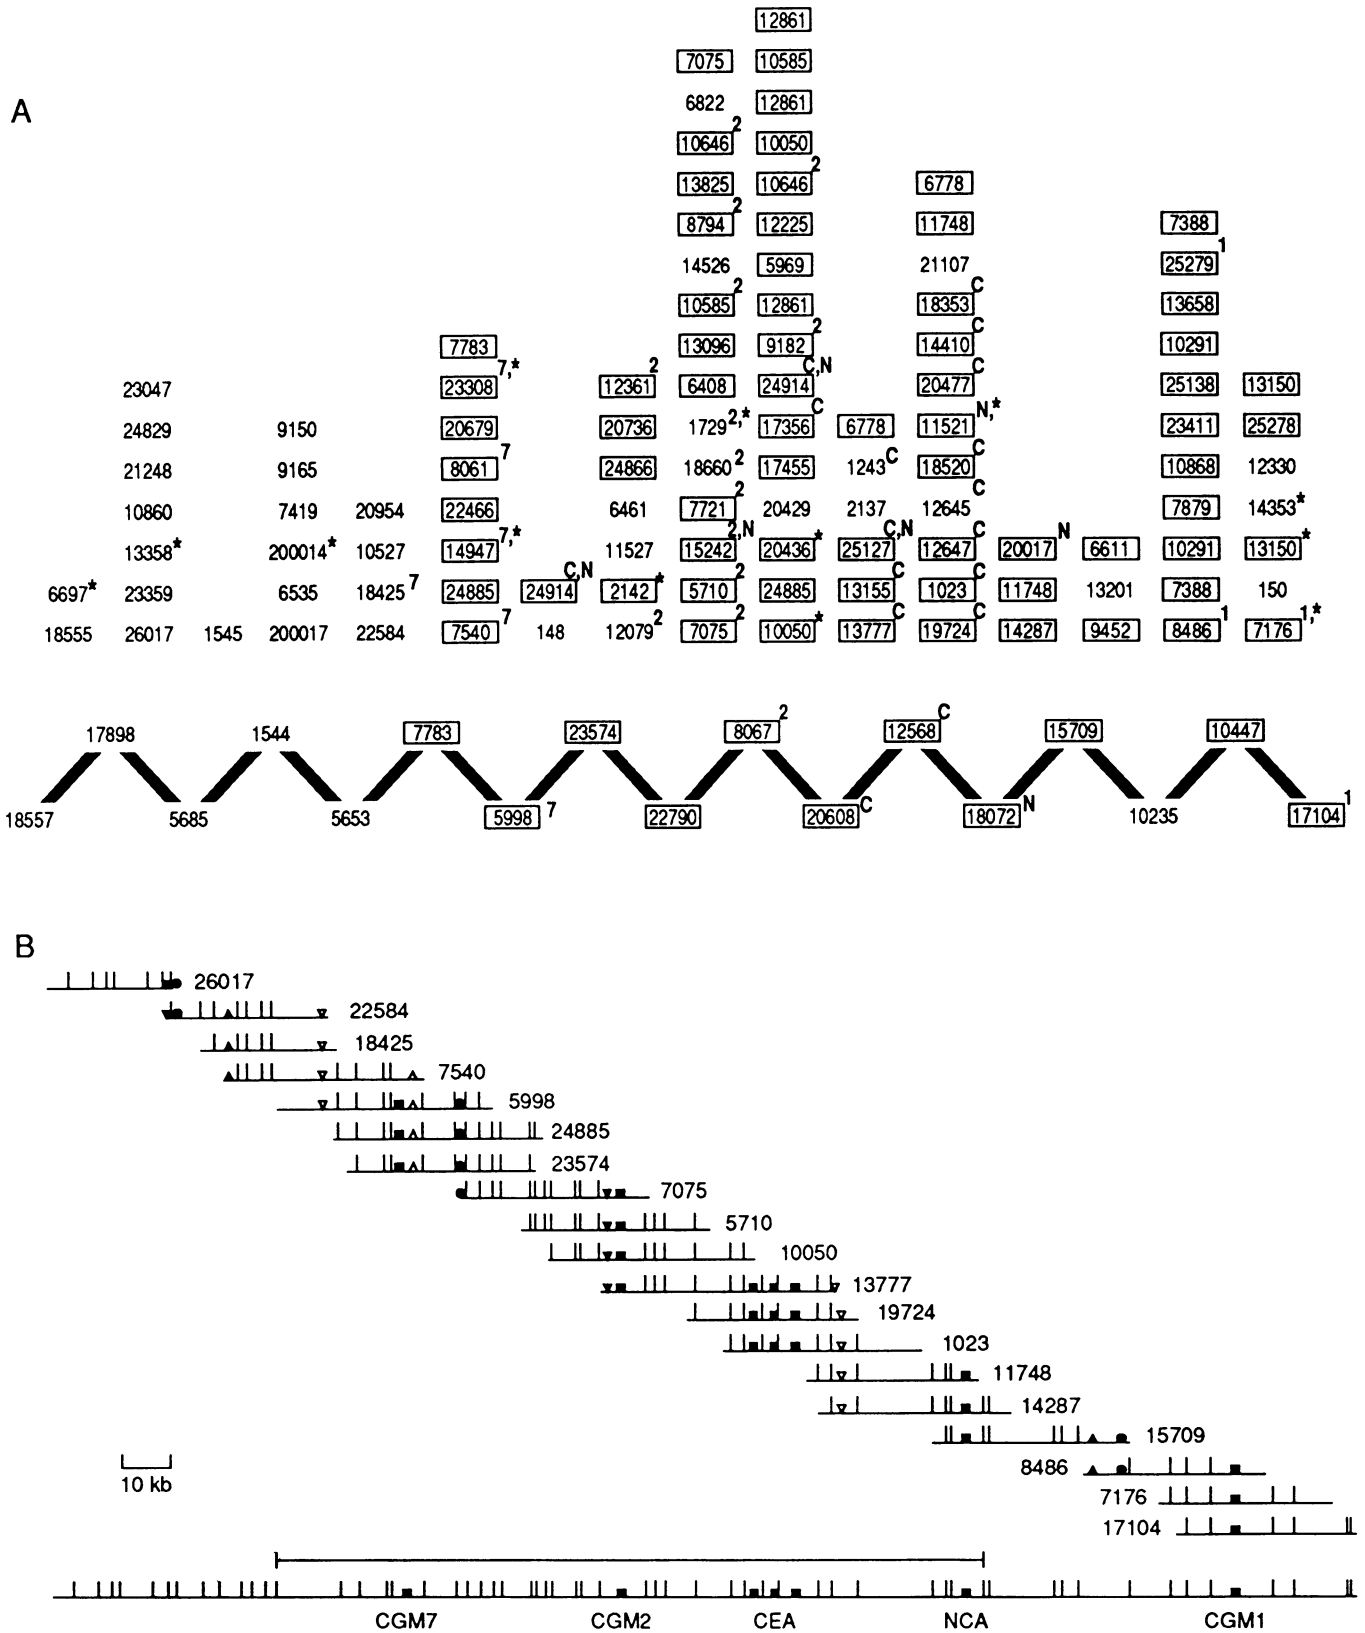 12861
7075 10585
A
6822 12861
10646 2 10050
13825 10646 2 6778
8794 2 12225 11748 7388
14526 5969 21107 25279 1
10585 2 12861 18353 C 13658
7783 13096 9182 2 14410 C 10291
23047 23308 7,* 12361 2 6408 24914 C,N 20477 C 25138 13150
24829 9150 20679 20736 1729 2,* 17356 C 6778 11521 N,* 23411 25278
21248 9165 8061 7 24866 18660 2 17455 1243 C 18520 C 10868 12330
10860 7419 20954 22466 6461 7721 2 20429 2137 12645 C 7879 14353*
13358* 200014* 10527 14947 7,* 11527 15242 2,N 20436* 25127 C,N 12647 C 20017 N 6611 10291 13150*
6697* 23359 6535 18425 7 24885 24914 C,N 2142* 5710 2 24885 13155 C 1023 C 11748 13201 7388 150
18555 26017 1545 200017 22584 7540 7 148 12079 2 7075 2 10050* 13777 C 19724 C 14287 9452 8486 1 7176 1,*
17898 1544 7783 23574 8067 2 12568 C 15709 10447
18557 5685 5653 5998 7 22790 20608 C 18072 N 10235 17104 1
B
26017
22584
18425
7540
5998
24885
23574
7075
5710
10050
13777
19724
1023
11748
14287
15709
8486
10 kb
7176
17104
CGM7 CGM2 CEA NCA CGM1